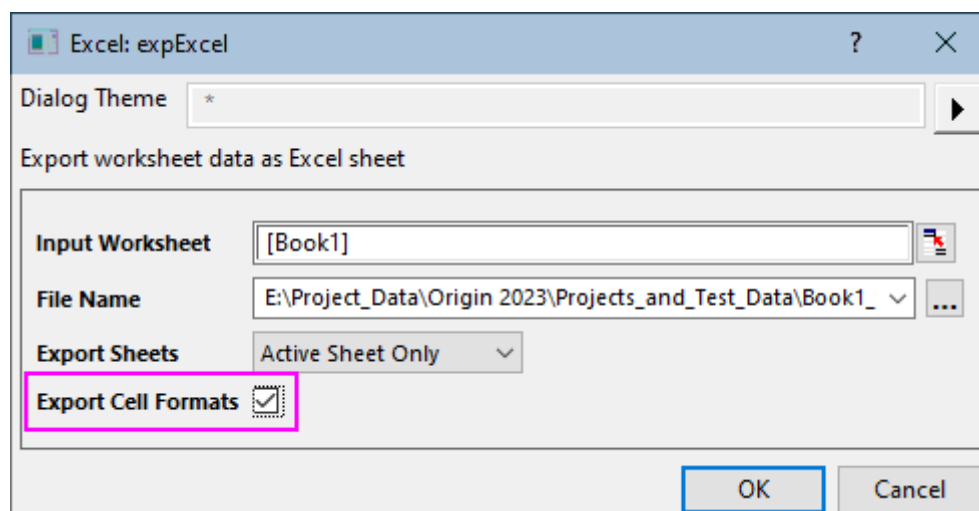 Excel: expExcel ?
Dialog Theme *
Export worksheet data as Excel sheet
Input Worksheet [Book1]
File Name E:\Project_Data\Origin 2023\Projects_and_Test_Data\Book1_ ...
Export Sheets Active Sheet Only
Export Cell Formats
OK Cancel